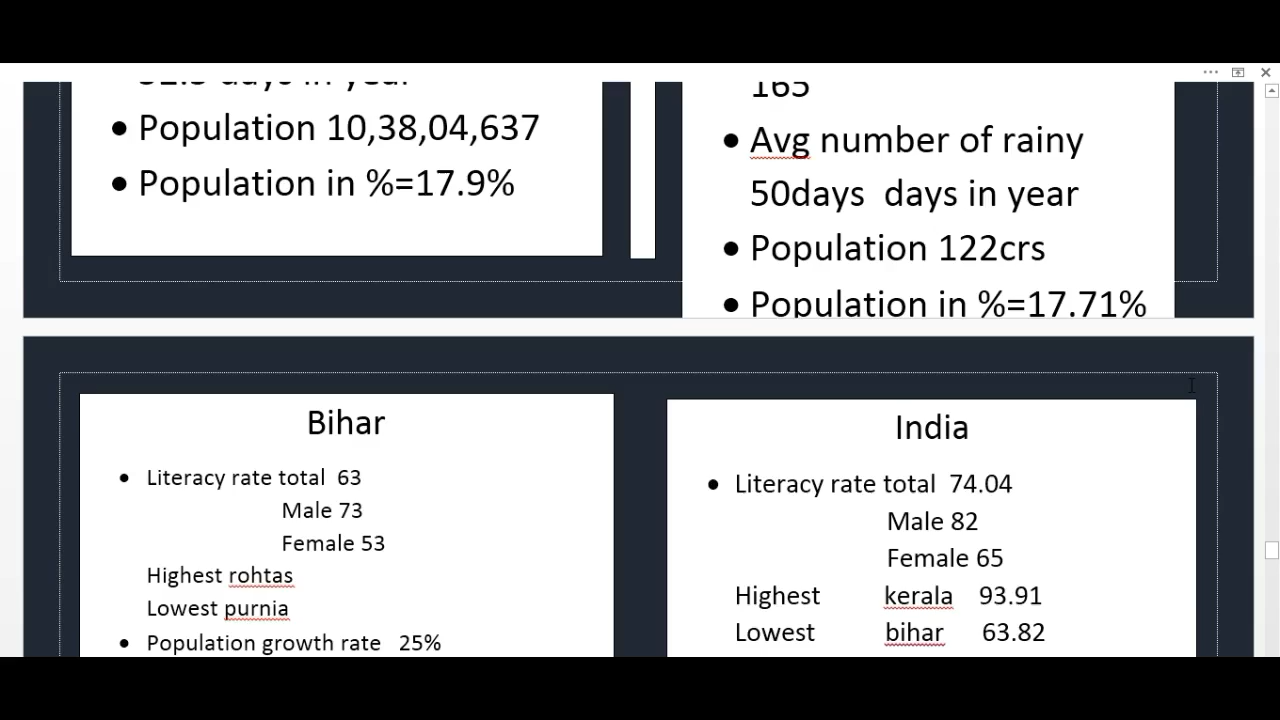 days in year
● Population 10,38,04,637
● Population in %=17.9%
165
● Avg number of rainy
50days  days in year
● Population 122crs
● Population in %=17.71%
Bihar
● Literacy rate total  63
Male 73
Female 53
Highest rohtas
Lowest purnia
● Population growth rate   25%
India
● Literacy rate total  74.04
Male 82
Female 65
Highest   kerala   93.91
Lowest   bihar   63.82